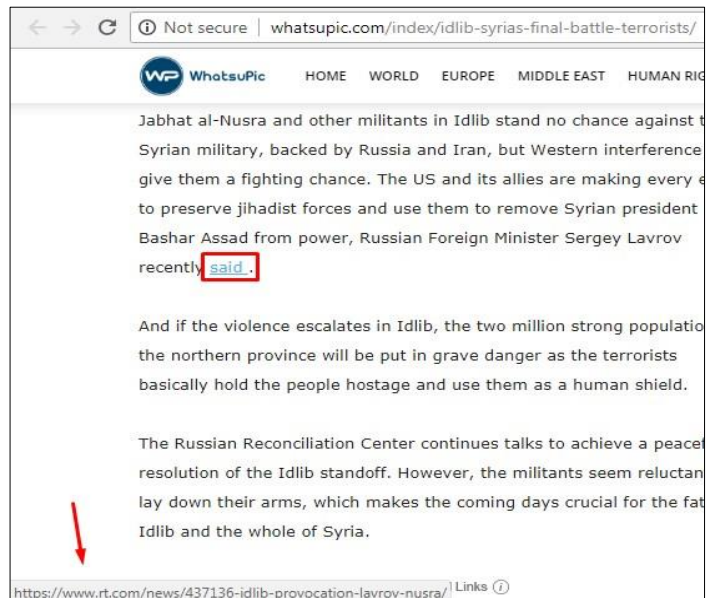 Not secure | whatsupic.com/index/idlib-syrias-final-battle-terrorists/
WP WhatsuPic HOME WORLD EUROPE MIDDLE EAST HUMAN RIG
Jabhat al-Nusra and other militants in Idlib stand no chance against t
Syrian military, backed by Russia and Iran, but Western interference
give them a fighting chance. The US and its allies are making every e
to preserve jihadist forces and use them to remove Syrian president
Bashar Assad from power, Russian Foreign Minister Sergey Lavrov
recently said .
And if the violence escalates in Idlib, the two million strong populatio
the northern province will be put in grave danger as the terrorists
basically hold the people hostage and use them as a human shield.
The Russian Reconciliation Center continues talks to achieve a peacef
resolution of the Idlib standoff. However, the militants seem reluctan
lay down their arms, which makes the coming days crucial for the fat
Idlib and the whole of Syria.
https://www.rt.com/news/437136-idlib-provocation-lavrov-nusra/ Links